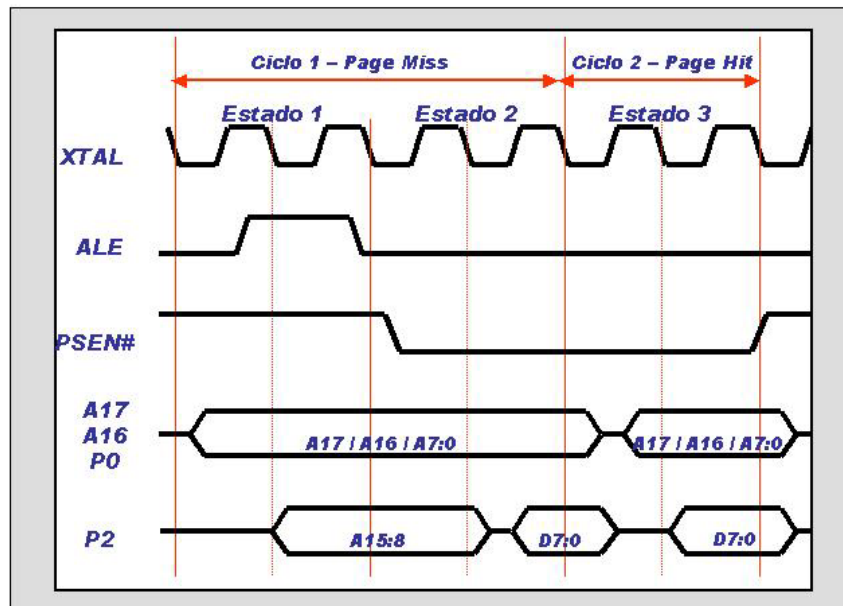 Ciclo 1 – Page Miss
Ciclo 2 – Page Hit
Estado 1
Estado 2
Estado 3
XTAL
ALE
PSEN#
A17
A16
P0
A17 / A16 / A7:0
A17 / A16 / A7:0
P2
A15:8
D7:0
D7:0